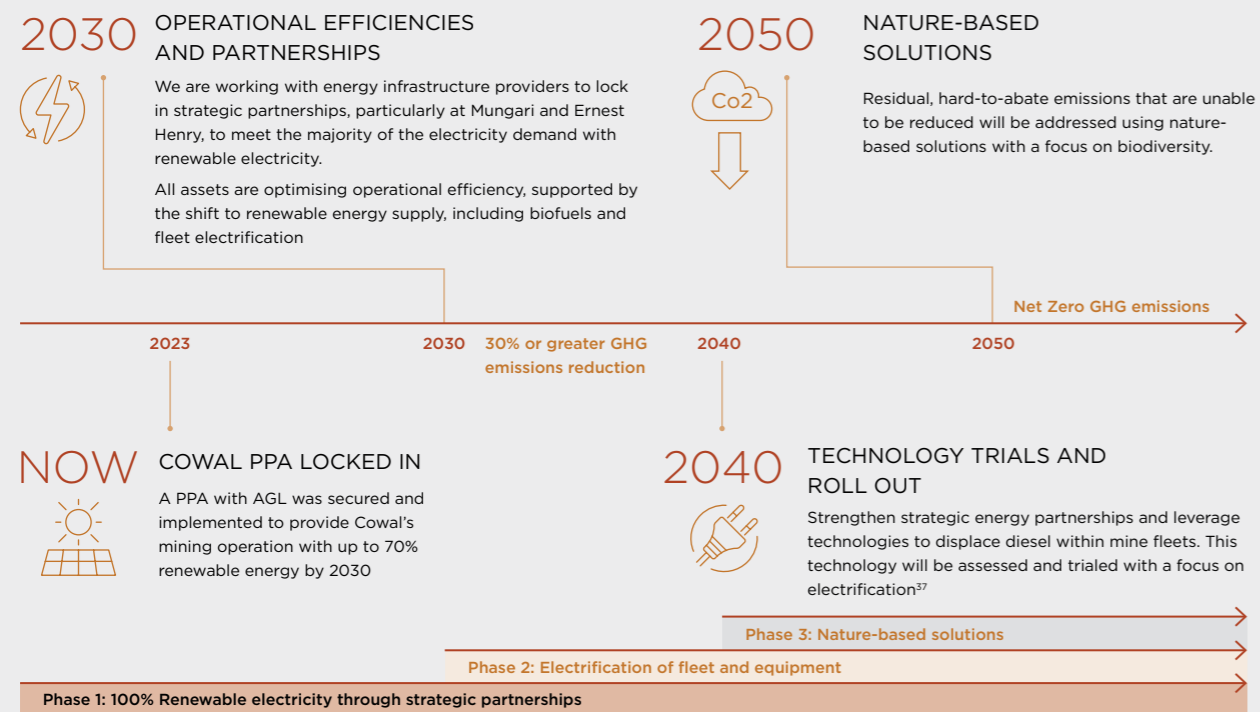 2030
OPERATIONAL EFFICIENCIES
AND PARTNERSHIPS
We are working with energy infrastructure providers to lock
in strategic partnerships, particularly at Mungari and Ernest
Henry, to meet the majority of the electricity demand with
renewable electricity.
All assets are optimising operational efficiency, supported by
the shift to renewable energy supply, including biofuels and
fleet electrification
2050
Co2
NATURE-BASED
SOLUTIONS
Residual, hard-to-abate emissions that are unable
to be reduced will be addressed using nature-
based solutions with a focus on biodiversity.
Net Zero GHG emissions
2023
2030
30% or greater GHG
emissions reduction
2040
2050
NOW
COWAL PPA LOCKED IN
A PPA with AGL was secured and
implemented to provide Cowal's
mining operation with up to 70%
renewable energy by 2030
2040
TECHNOLOGY TRIALS AND
ROLL OUT
Strengthen strategic energy partnerships and leverage
technologies to displace diesel within mine fleets. This
technology will be assessed and trialed with a focus on
electrification³⁷
Phase 3: Nature-based solutions
Phase 2: Electrification of fleet and equipment
Phase 1: 100% Renewable electricity through strategic partnerships